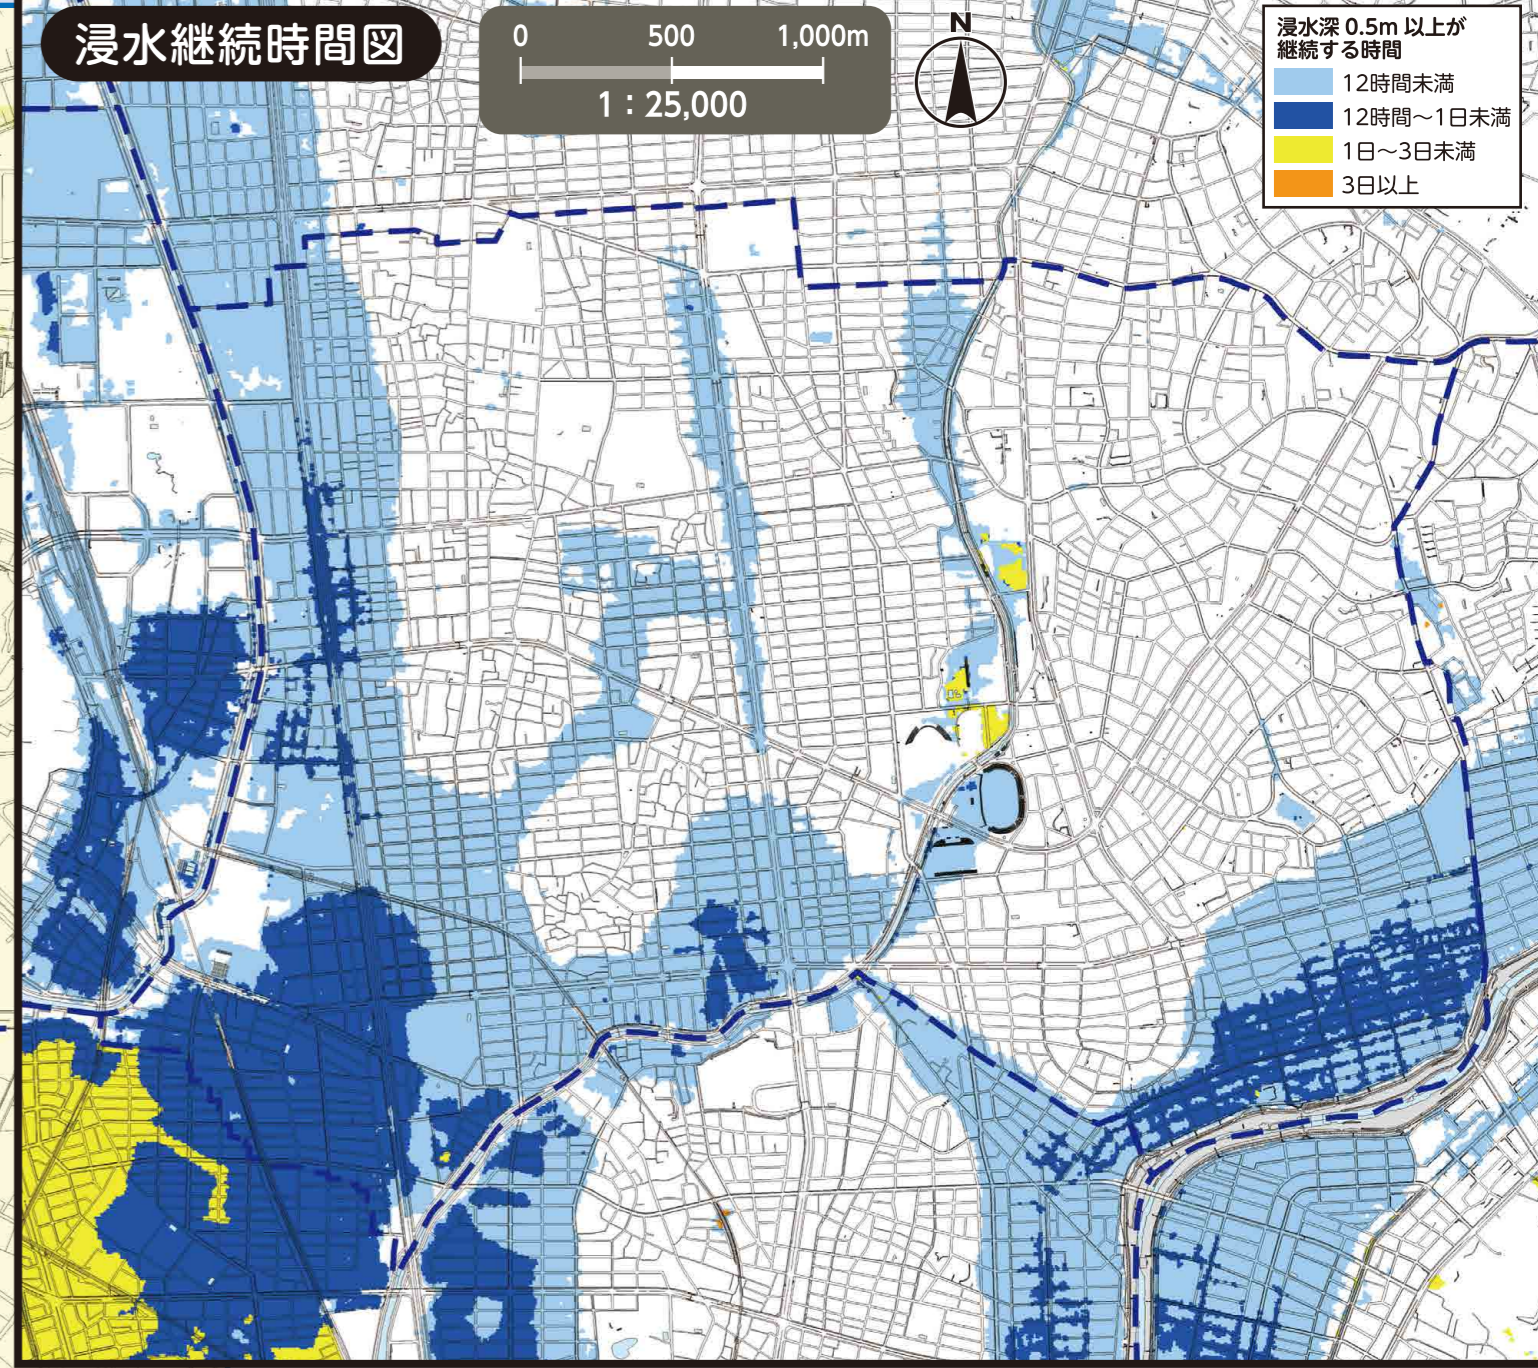 浸水継続時間図
0 500 1,000m
1：25,000
N
浸水深 0.5m 以上が
継続する時間
12時間未満
12時間～1日未満
1日～3日未満
3日以上